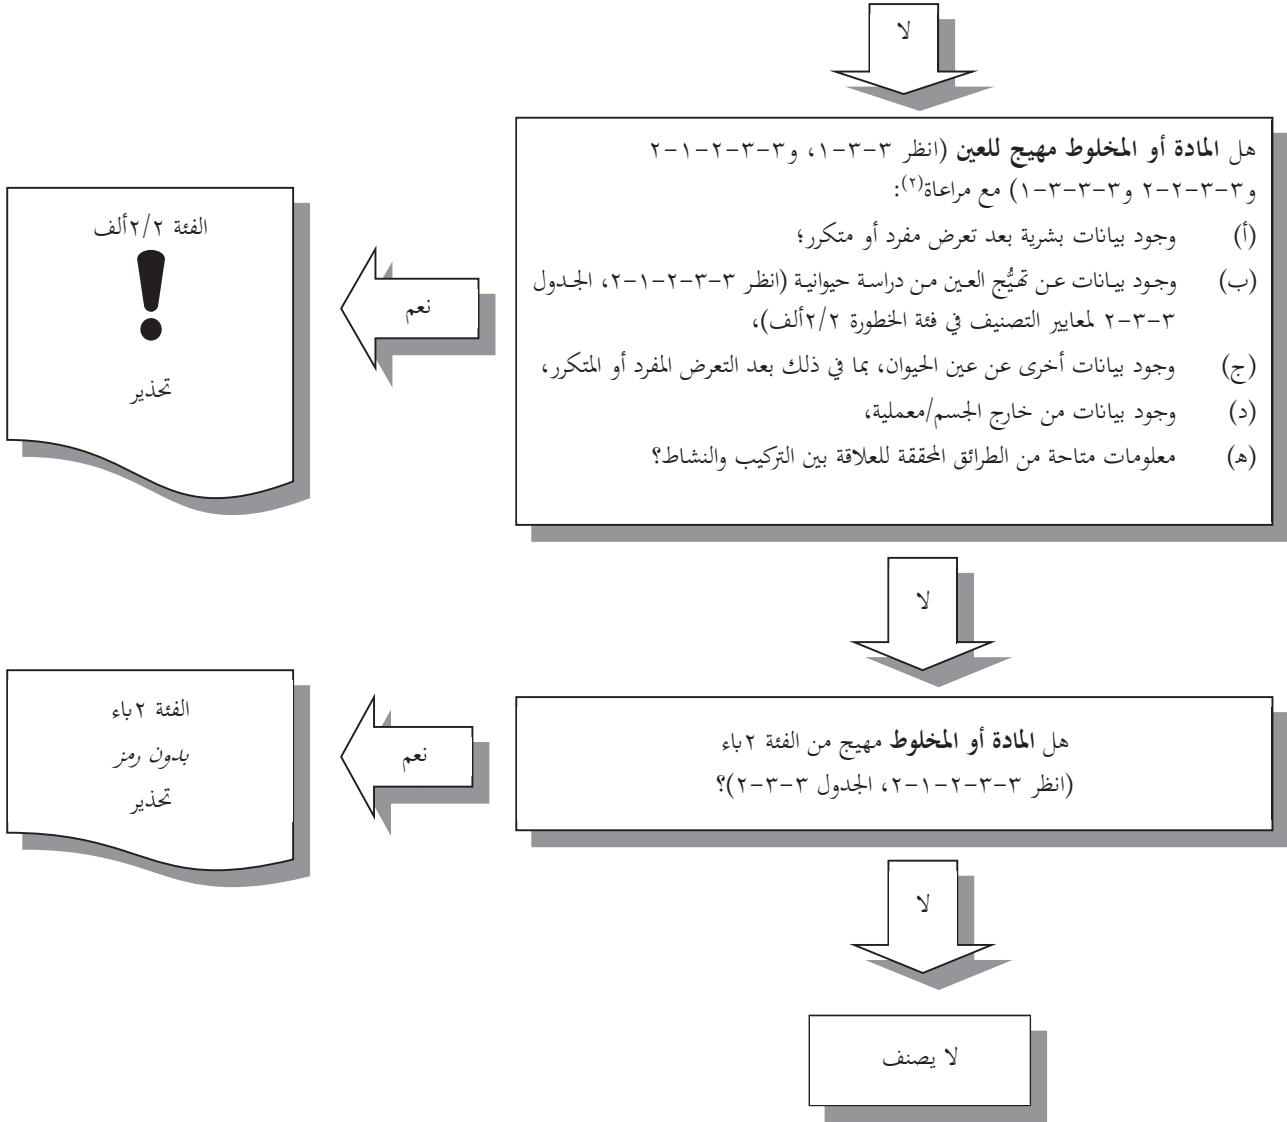 لا
هل المادة أو المخلوط مهيج للعين (انظر ٣-٣-١، و٣-٣-٢-١-٢
و٣-٣-٢-٢ و٣-٣-٣-١) مع مراعاة(٢):
(أ) وجود بيانات بشرية بعد تعرض مفرد أو متكرر؛
(ب) وجود بيانات عن تهيُّج العين من دراسة حيوانية (انظر ٣-٣-٢-١-٢، الجدول
٣-٣-٢ لمعايير التصنيف في فئة الخطورة ٢/٢ألف)،
(ج) وجود بيانات أخرى عن عين الحيوان، بما في ذلك بعد التعرض المفرد أو المتكرر،
(د) وجود بيانات من خارج الجسم/معملية،
(ه) معلومات متاحة من الطرائق المحققة للعلاقة بين التركيب والنشاط؟
نعم
الفئة ٢/٢ألف
!
تحذير
لا
هل المادة أو المخلوط مهيج من الفئة ٢باء
(انظر ٣-٣-٢-١-٢، الجدول ٣-٣-٢)؟
نعم
الفئة ٢باء
بدون رمز
تحذير
لا
لا يصنف